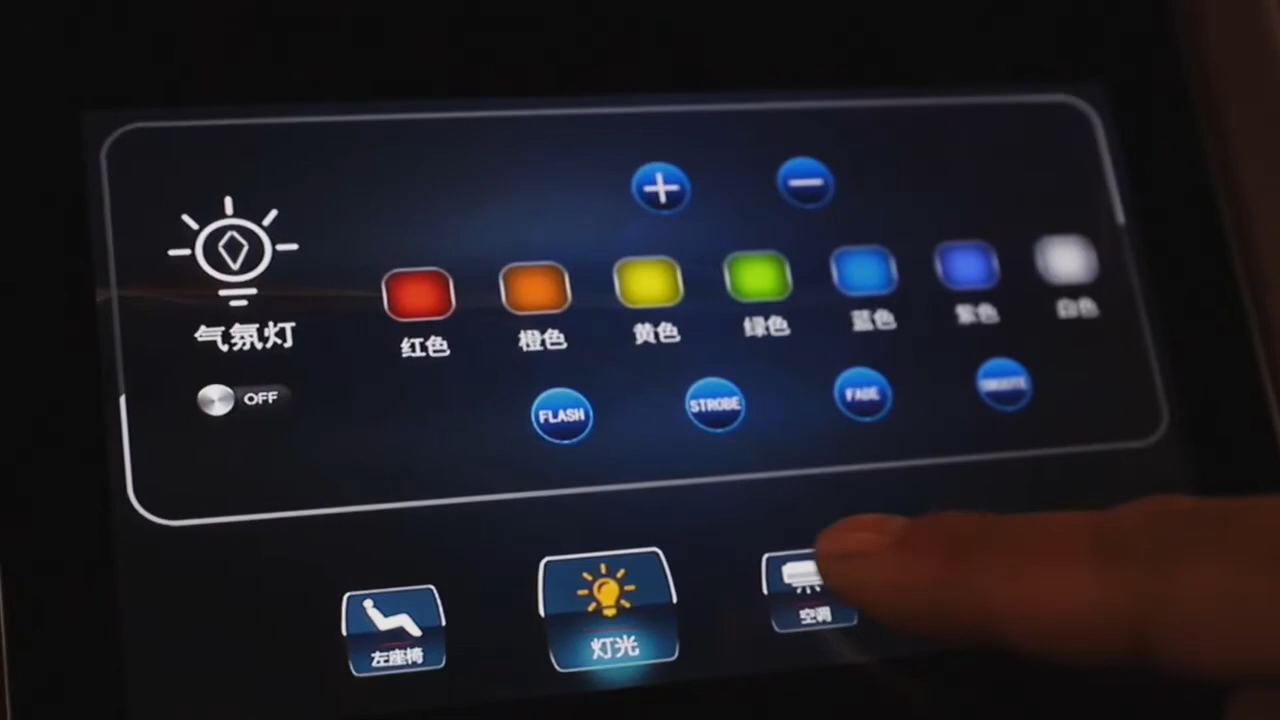 气氛灯
OFF
红色
橙色
黄色
绿色
蓝色
紫色
白色
FLASH
STROBE
FADE
左座椅
灯光
空调